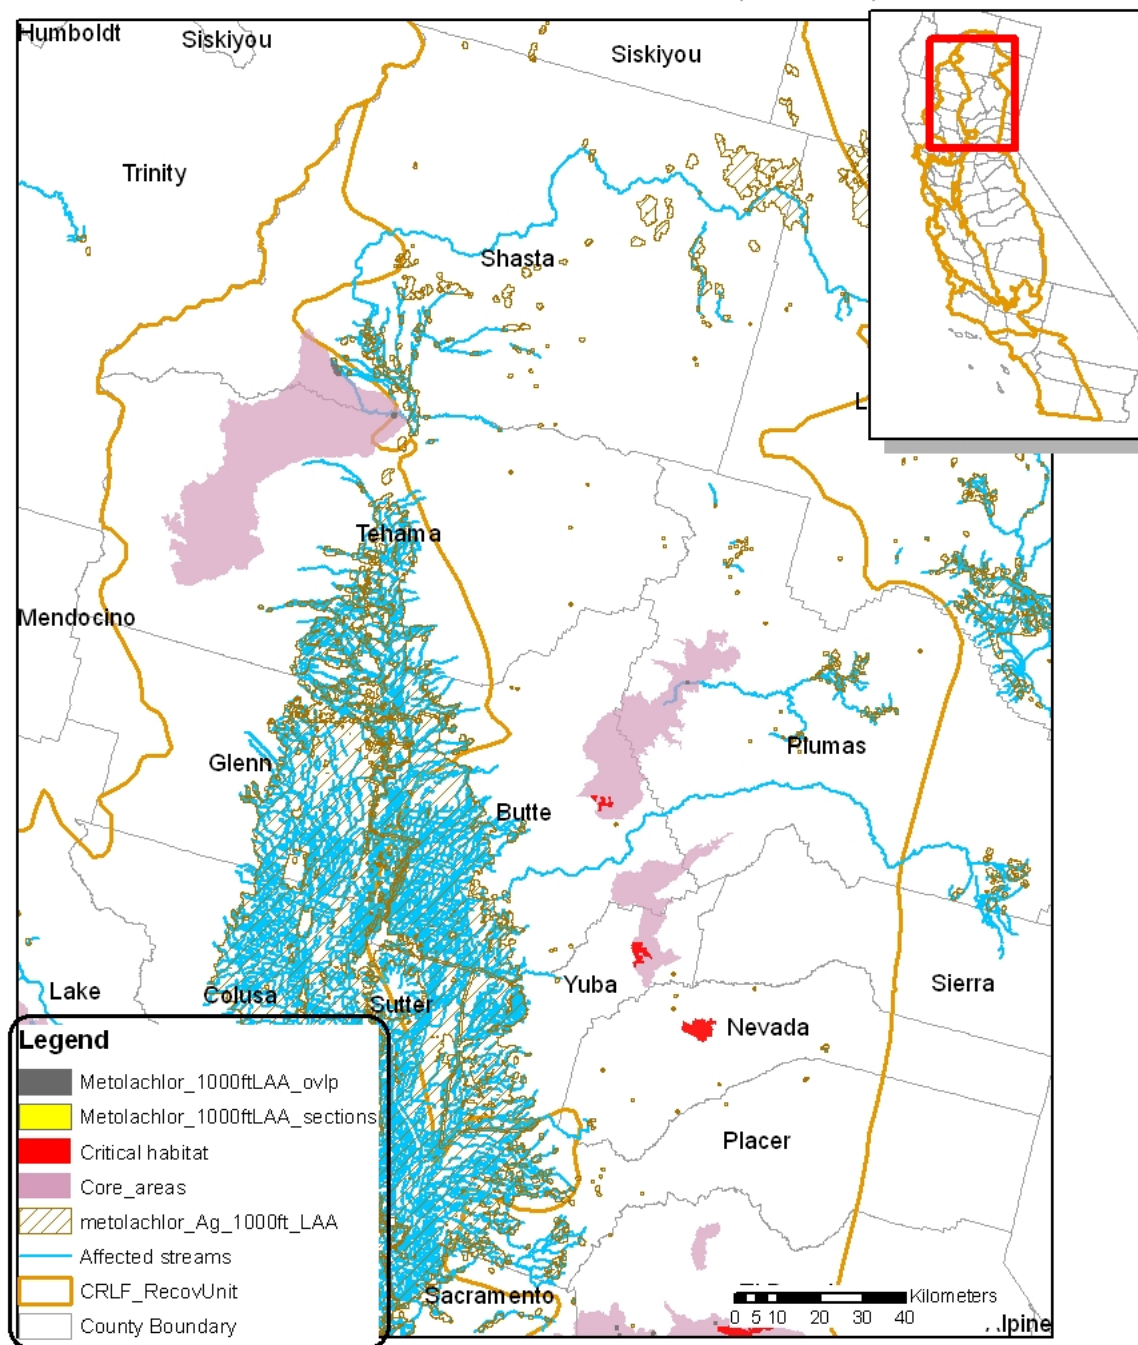 Humboldt
Siskiyou
Siskiyou
Trinity
Shasta
L
Tehama
Mendocino
Plumas
Glenn
Butte
Lake
Colusa
Sutter
Yuba
Sierra
Nevada
Placer
Sacramento
Alpine
Legend
Metolachlor_1000ftLAA_ovlp
Metolachlor_1000ftLAA_sections
Critical habitat
Core_areas
metolachlor_Ag_1000ft_LAA
Affected streams
CRLF_RecovUnit
County Boundary
Kilometers
0 5 10 20 30 40